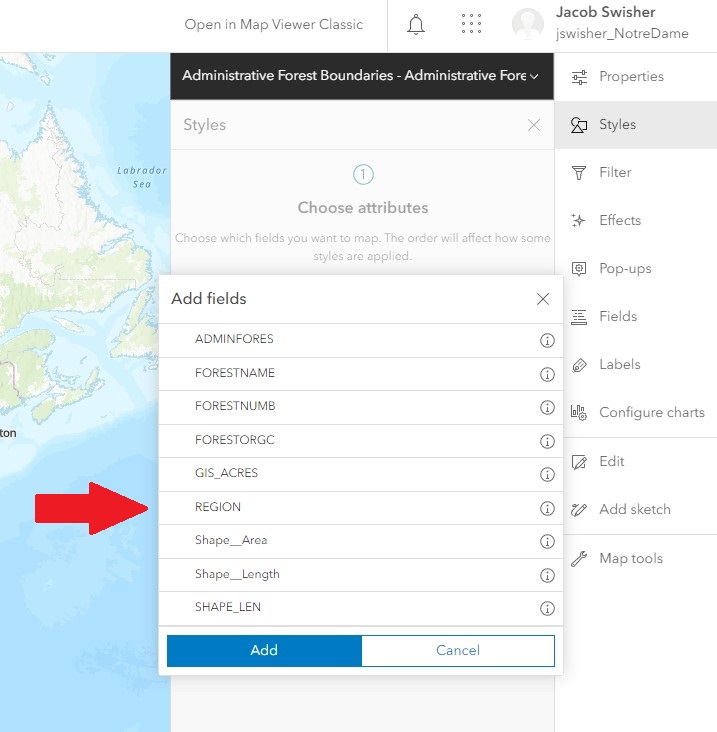 Open in Map Viewer Classic
Jacob Swisher
jswisher_NotreDame
Labrador
Sea
ton
Administrative Forest Boundaries - Administrative Fore
Styles
1
Choose attributes
Choose which fields you want to map. The order will affect how some
styles are applied.
Add fields
ADMINFORES
FORESTNAME
FORESTNUMB
FORESTORGC
GIS_ACRES
REGION
Shape__Area
Shape__Length
SHAPE_LEN
Add
Cancel
Properties
Styles
Filter
Effects
Pop-ups
Fields
Labels
Configure charts
Edit
Add sketch
Map tools